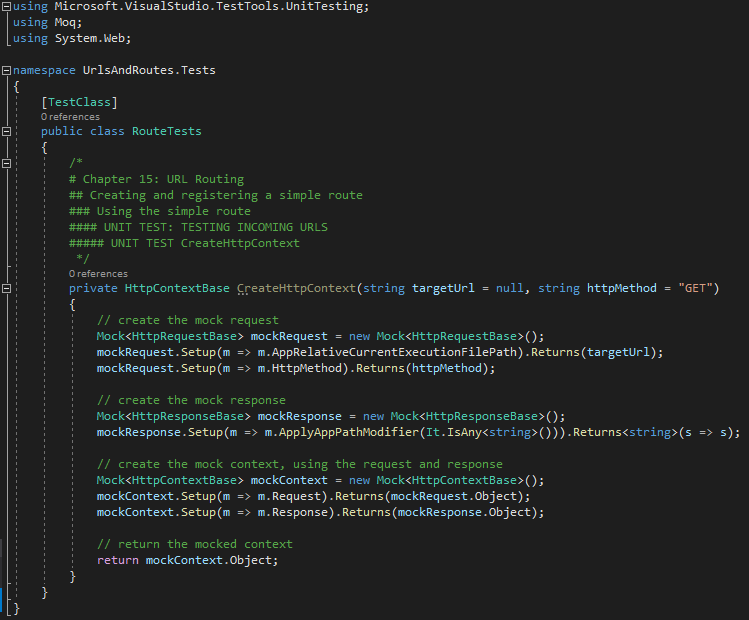 using Microsoft.VisualStudio.TestTools.UnitTesting;
using Moq;
using System.Web;

namespace UrlsAndRoutes.Tests
{
    [TestClass]
    0 references
    public class RouteTests
    {
        /*
        # Chapter 15: URL Routing
        ## Creating and registering a simple route
        ### Using the simple route
        #### UNIT TEST: TESTING INCOMING URLS
        ##### UNIT TEST CreateHttpContext
         */
        0 references
        private HttpContextBase CreateHttpContext(string targetUrl = null, string httpMethod = "GET")
        {
            // create the mock request
            Mock<HttpRequestBase> mockRequest = new Mock<HttpRequestBase>();
            mockRequest.Setup(m => m.AppRelativeCurrentExecutionFilePath).Returns(targetUrl);
            mockRequest.Setup(m => m.HttpMethod).Returns(httpMethod);

            // create the mock response
            Mock<HttpResponseBase> mockResponse = new Mock<HttpResponseBase>();
            mockResponse.Setup(m => m.ApplyAppPathModifier(It.IsAny<string>())).Returns<string>(s => s);

            // create the mock context, using the request and response
            Mock<HttpContextBase> mockContext = new Mock<HttpContextBase>();
            mockContext.Setup(m => m.Request).Returns(mockRequest.Object);
            mockContext.Setup(m => m.Response).Returns(mockResponse.Object);

            // return the mocked context
            return mockContext.Object;
        }
    }
}